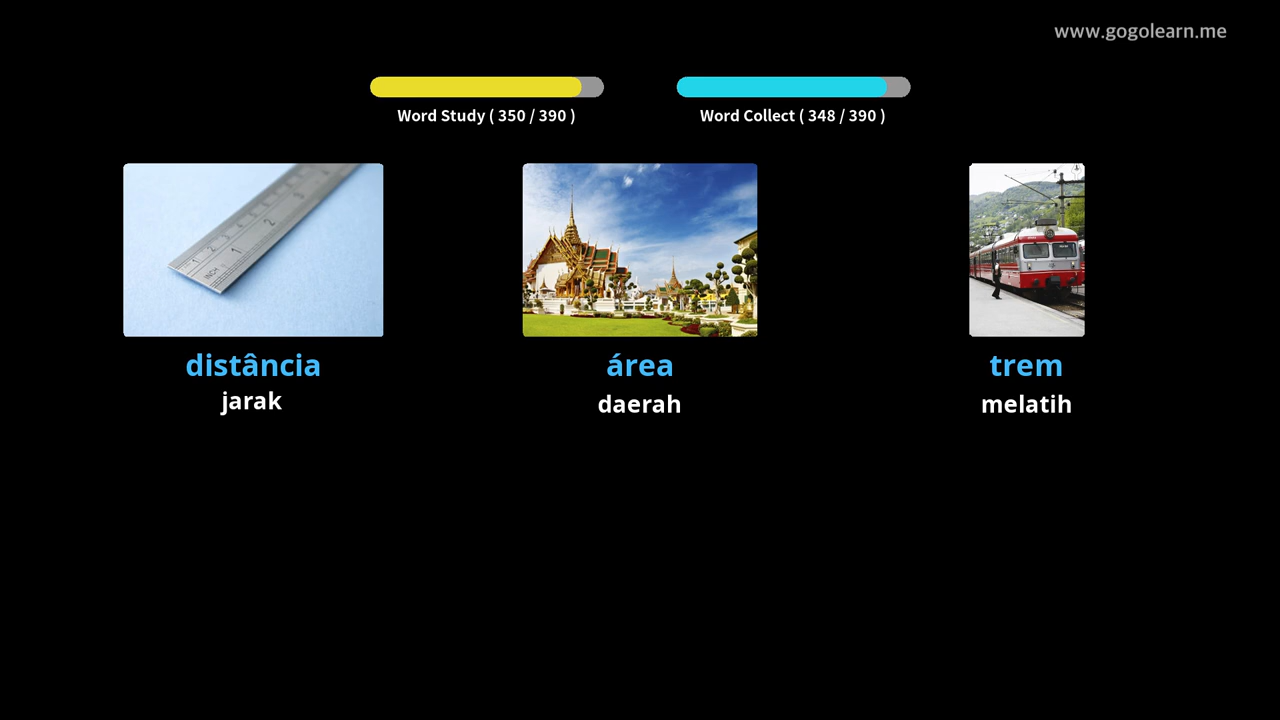 www.gogolearn.me
Word Study ( 350 / 390 )
Word Collect ( 348 / 390 )
distância
jarak
área
daerah
trem
melatih